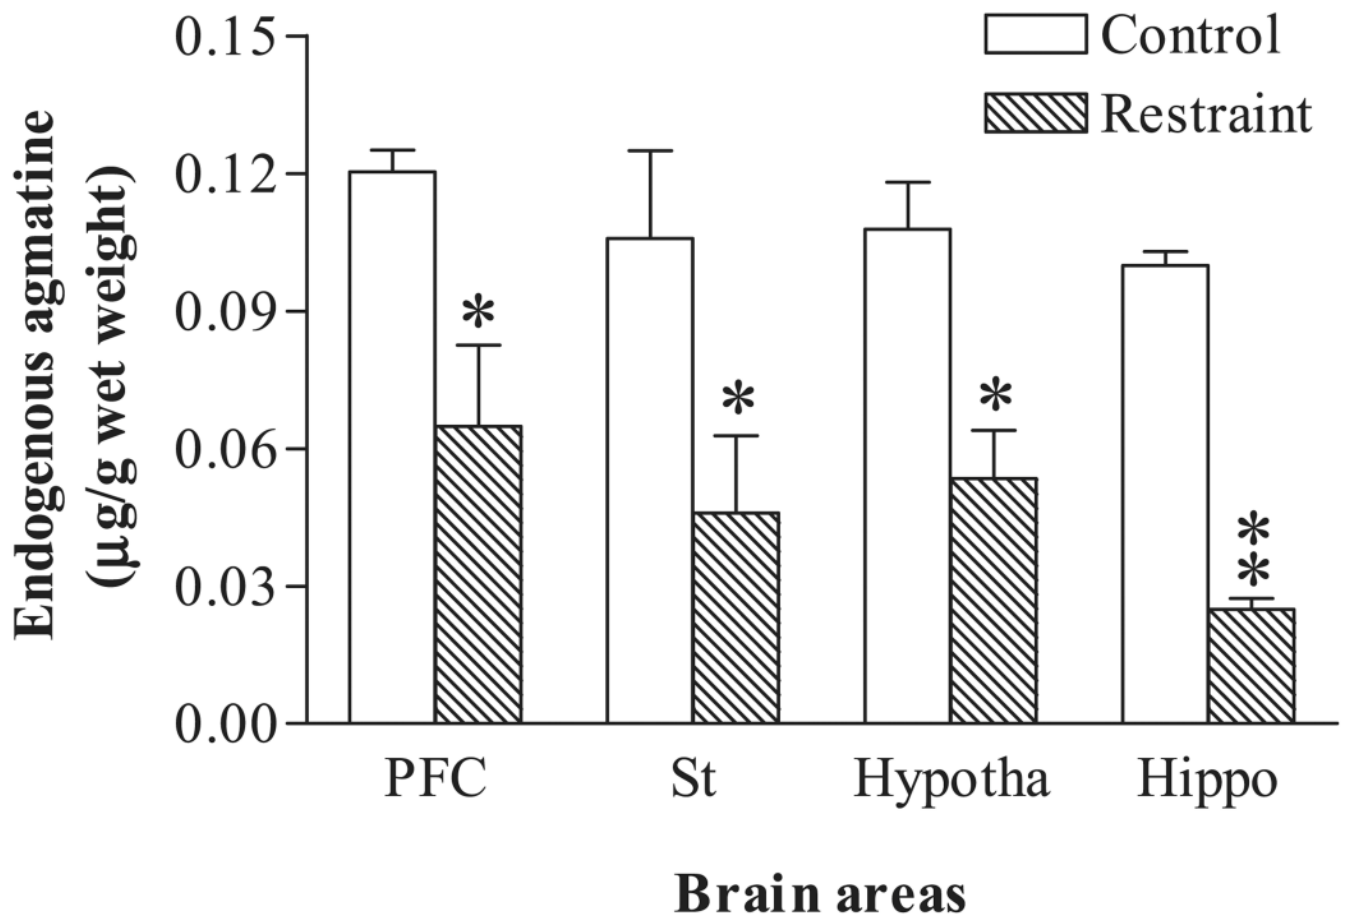 0.15
0.12
0.09
0.06
0.03
0.00
Endogenous agmatine
(μg/g wet weight)
Control
Restraint
*
*
*
*
*
PFC
St
Hypotha
Hippo
Brain areas